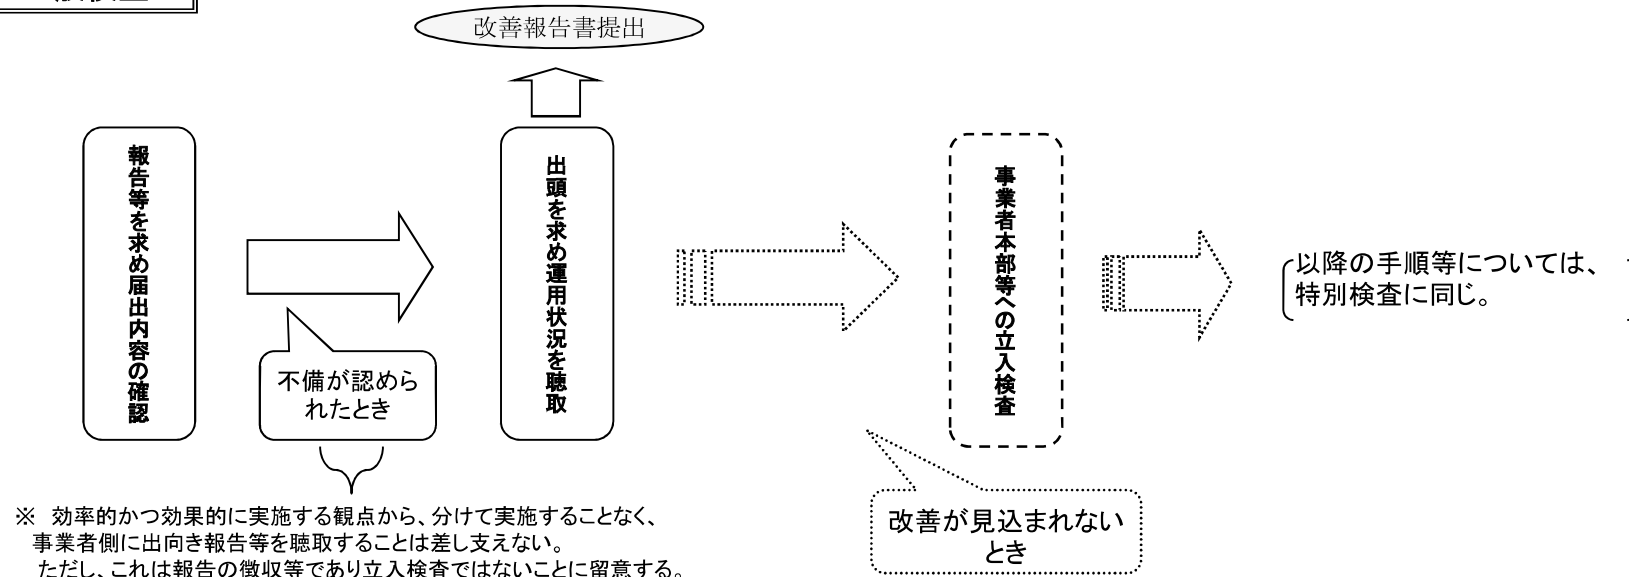 改善報告書提出
報告等を求め届出内容の確認
不備が認めら
れたとき
出頭を求め運用状況を聴取
事業者本部等への立入検査
改善が見込まれない
とき
以降の手順等については、
特別検査に同じ。
※ 効率的かつ効果的に実施する観点から、分けて実施することなく、
事業者側に出向き報告等を聴取することは差し支えない。
ただし、これは報告の徴収等であり立入検査ではないことに留意する。